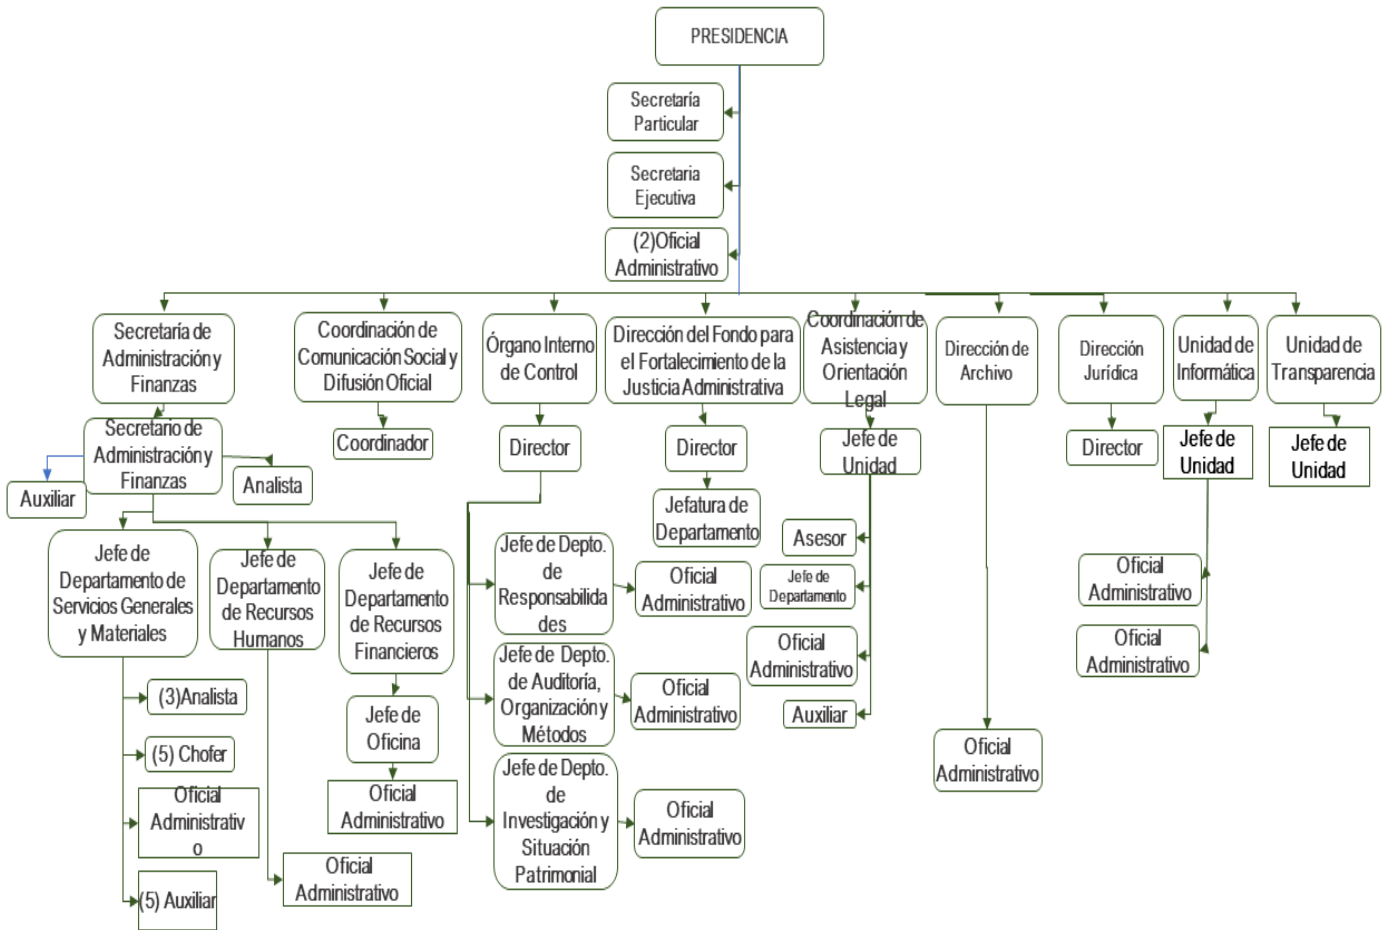 PRESIDENCIA
Secretaría
Particular
Secretaria
Ejecutiva
(2)Oficial
Administrativo
Secretaría de
Administración y
Finanzas
Coordinación de
Comunicación Social y
Difusión Oficial
Órgano Interno
de Control
Dirección del Fondo para
el Fortalecimiento de la
Justicia Administrativa
Coordinación de
Asistencia y
Orientación
Legal
Dirección de
Archivo
Dirección
Jurídica
Unidad de
Informática
Unidad de
Transparencia
Secretario de
Administración y
Finanzas
Auxiliar
Analista
Coordinador
Director
Director
Jefatura de
Departamento
Jefe de
Unidad
Director
Jefe de
Unidad
Jefe de
Unidad
Jefe de
Departamento de
Servicios Generales
y Materiales
Jefe de
Departamento
de Recursos
Humanos
Jefe de
Departamento
de Recursos
Financieros
Jefe de Depto.
de
Responsabilida
des
Oficial
Administrativo
Asesor
Jefe de
Departamento
Oficial
Administrativo
Auxiliar
Oficial
Administrativo
Oficial
Administrativo
Jefe de Depto.
de Auditoría,
Organización y
Métodos
Oficial
Administrativo
(3)Analista
(5) Chofer
Oficial
Administrativ
o
(5) Auxiliar
Jefe de
Oficina
Oficial
Administrativo
Oficial
Administrativo
Jefe de Depto.
de
Investigación y
Situación
Patrimonial
Oficial
Administrativo
Oficial
Administrativo